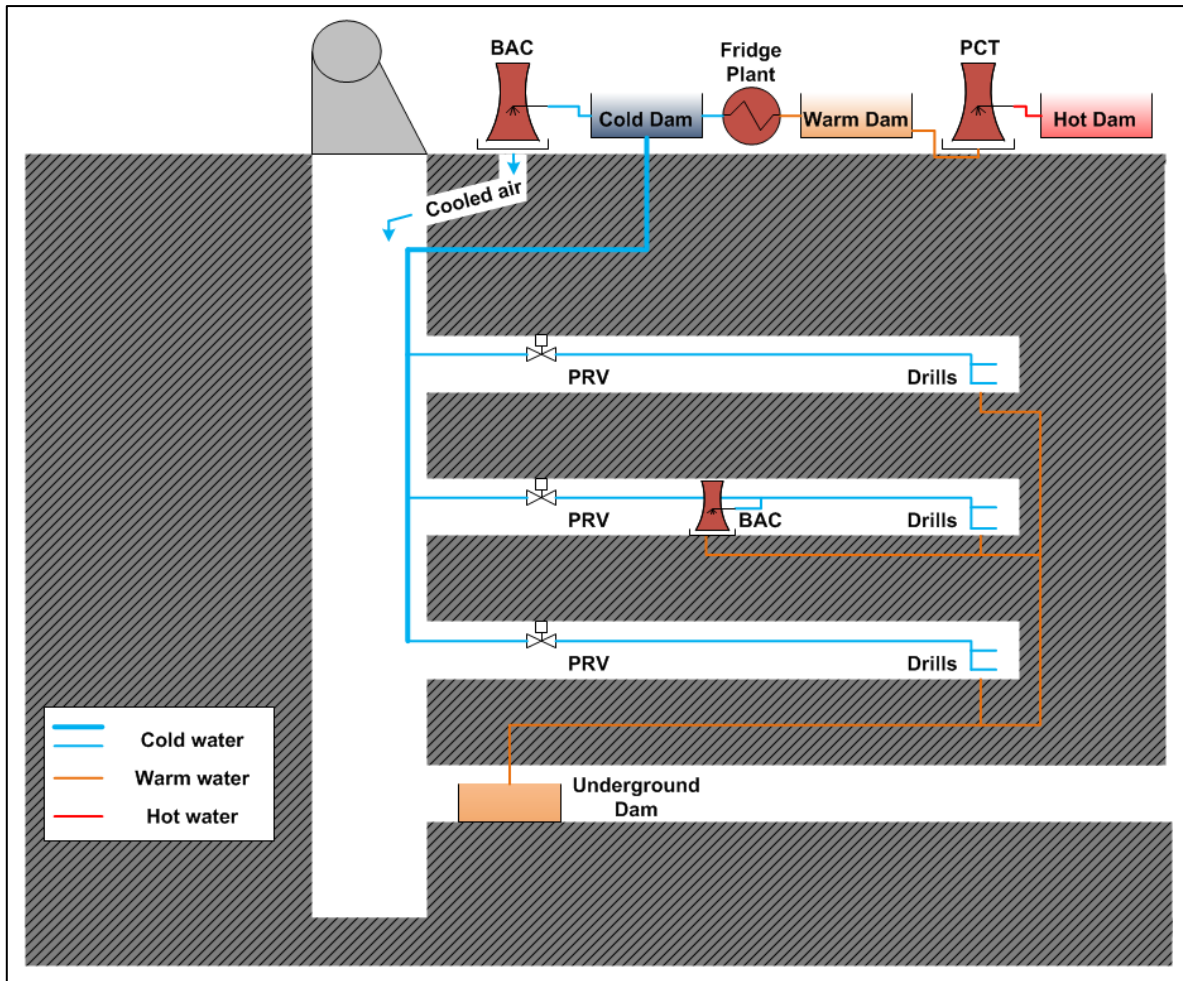 BAC
Fridge
Plant
PCT
Cold Dam
Warm Dam
Hot Dam
Cooled air
PRV
Drills
PRV
BAC
Drills
PRV
Drills
Cold water
Warm water
Hot water
Underground
Dam